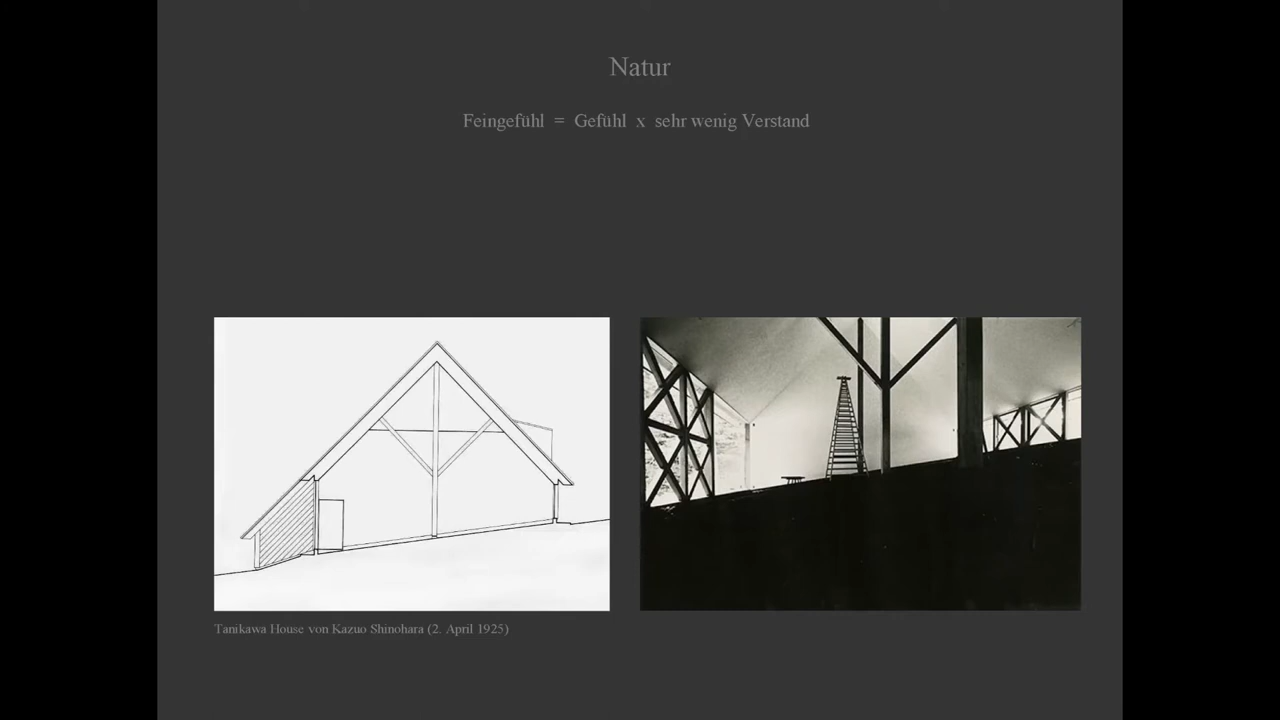 Natur
Feingefühl = Gefühl x sehr wenig Verstand
Tanikawa House von Kazuo Shinohara (2. April 1925)